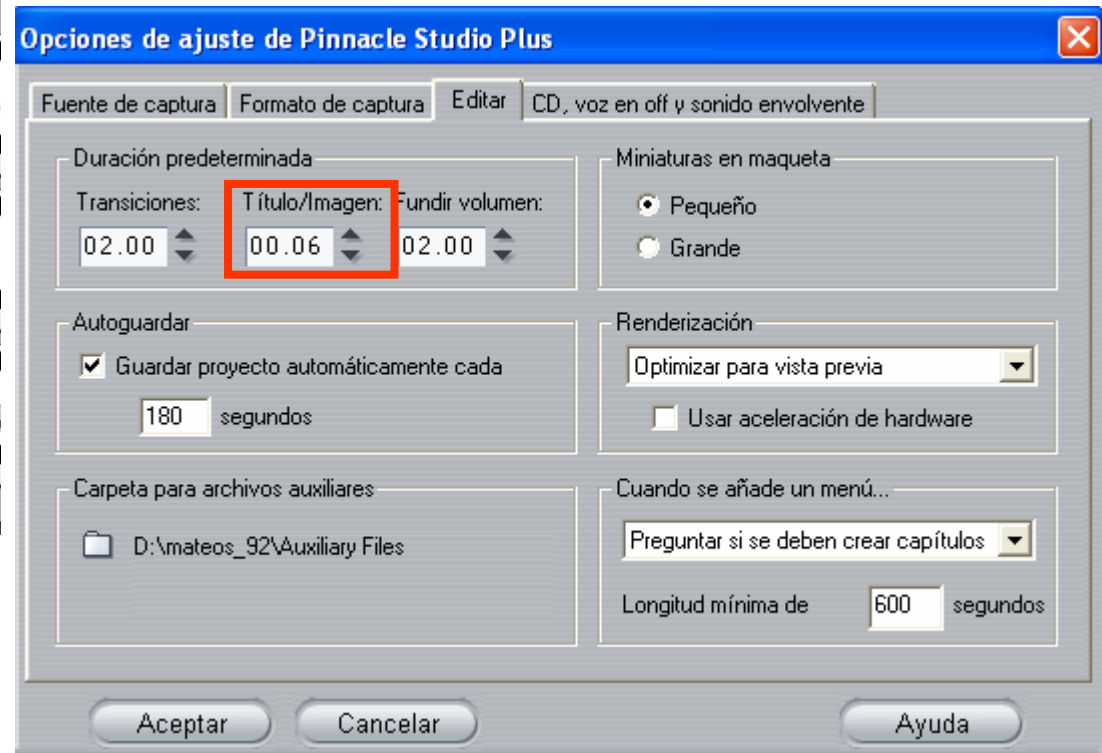 Opciones de ajuste de Pinnacle Studio Plus
Fuente de captura Formato de captura Editar CD, voz en off y sonido envolvente
Duración predeterminada
Transiciones: Título/Imagen: Fundir volumen:
02.00 00.06 02.00
Miniaturas en maqueta
Pequeño
Grande
Autoguardar
Guardar proyecto automáticamente cada
180 segundos
Renderización
Optimizar para vista previa
Usar aceleración de hardware
Carpeta para archivos auxiliares
D:\mateos_92\Auxiliary Files
Cuando se añade un menú...
Preguntar si se deben crear capítulos
Longitud mínima de 600 segundos
Aceptar Cancelar Ayuda